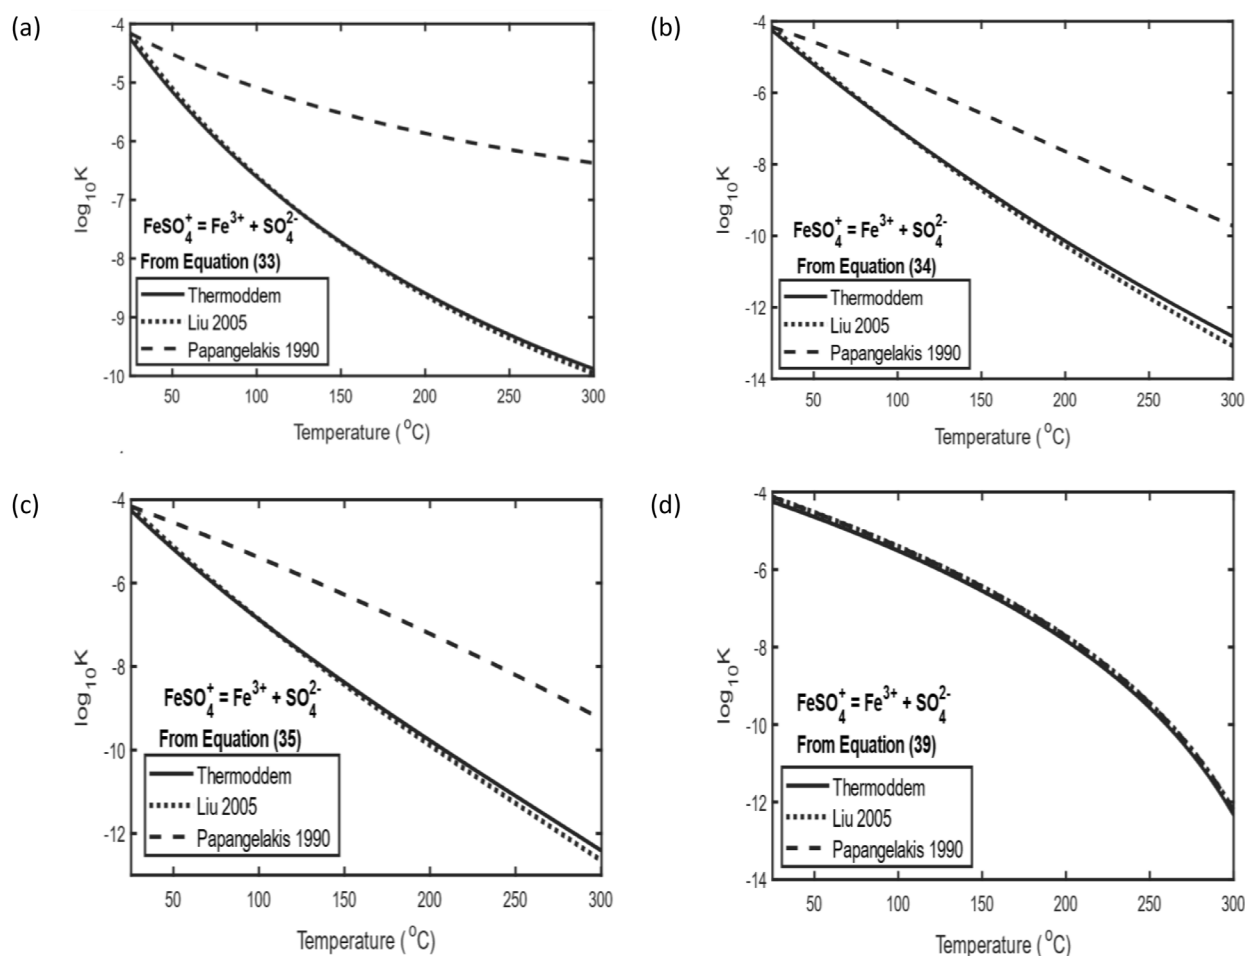 (a)
-4
-5
-6
-7
-8
-9
-10
log10K
FeSO4+ = Fe3+ + SO42-
From Equation (33)
Thermoddem
Liu 2005
Papangelakis 1990
50 100 150 200 250 300
Temperature (oC)
(b)
-4
-6
-8
-10
-12
-14
log10K
FeSO4+ = Fe3+ + SO42-
From Equation (34)
Thermoddem
Liu 2005
Papangelakis 1990
50 100 150 200 250 300
Temperature (oC)
(c)
-4
-6
-8
-10
-12
log10K
FeSO4+ = Fe3+ + SO42-
From Equation (35)
Thermoddem
Liu 2005
Papangelakis 1990
50 100 150 200 250 300
Temperature (oC)
(d)
-4
-6
-8
-10
-12
-14
log10K
FeSO4+ = Fe3+ + SO42-
From Equation (39)
Thermoddem
Liu 2005
Papangelakis 1990
50 100 150 200 250 300
Temperature (oC)